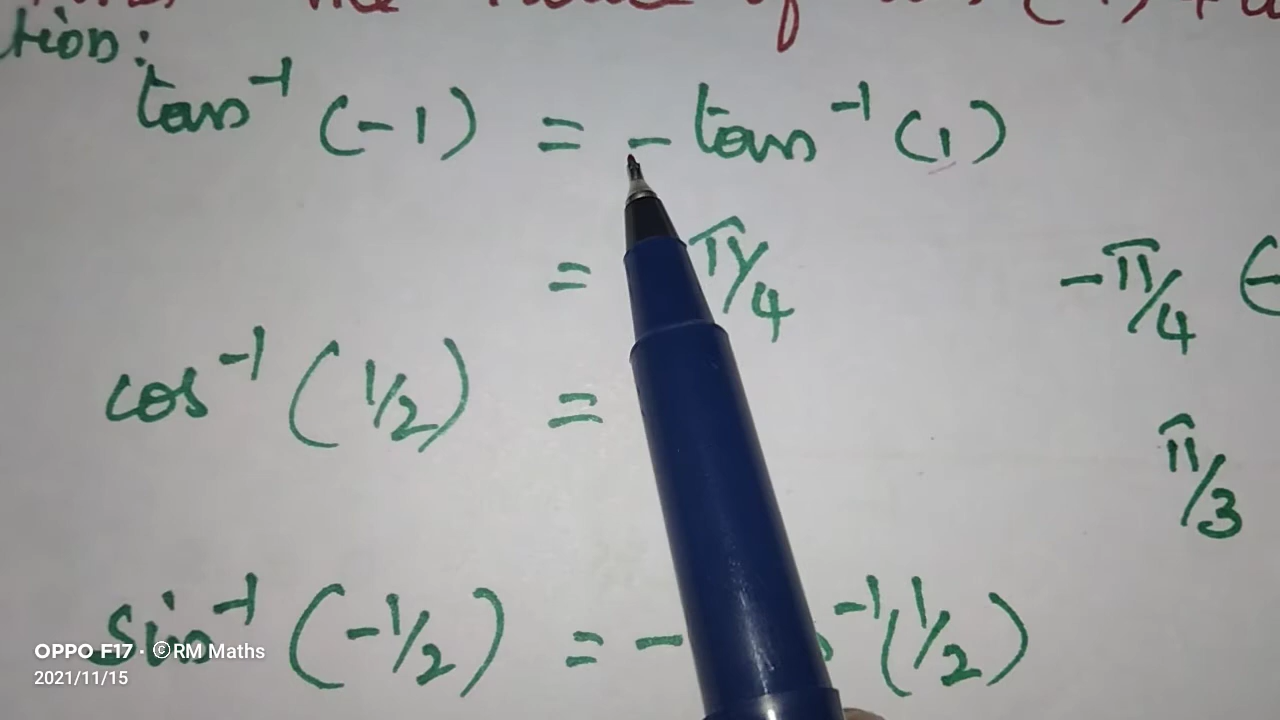 of
tion:
tan⁻¹ (-1) = -tan⁻¹ (1)
= π/4
-π/4
cos⁻¹ (1/2) =
π/3
sin⁻¹ (-1/2) = - ⁻¹(1/2)
OPPO F17 · ©RM Maths
2021/11/15